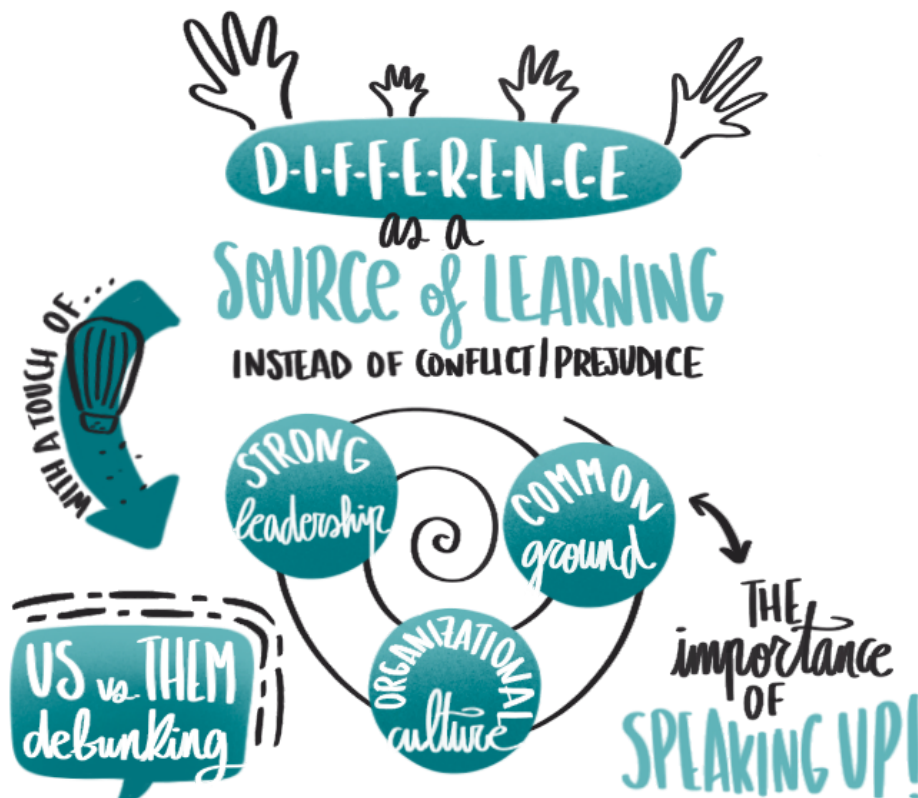 D-I-F-F-E-R-E-N-C-E
as a
SOURCE of LEARNING
INSTEAD OF CONFLICT/PREJUDICE
WITH A TOUCH OF...
STRONG
leadership
COMMON
ground
ORGANIZATIONAL
culture
US vs THEM
debunking
THE
importance
OF
SPEAKING UP!